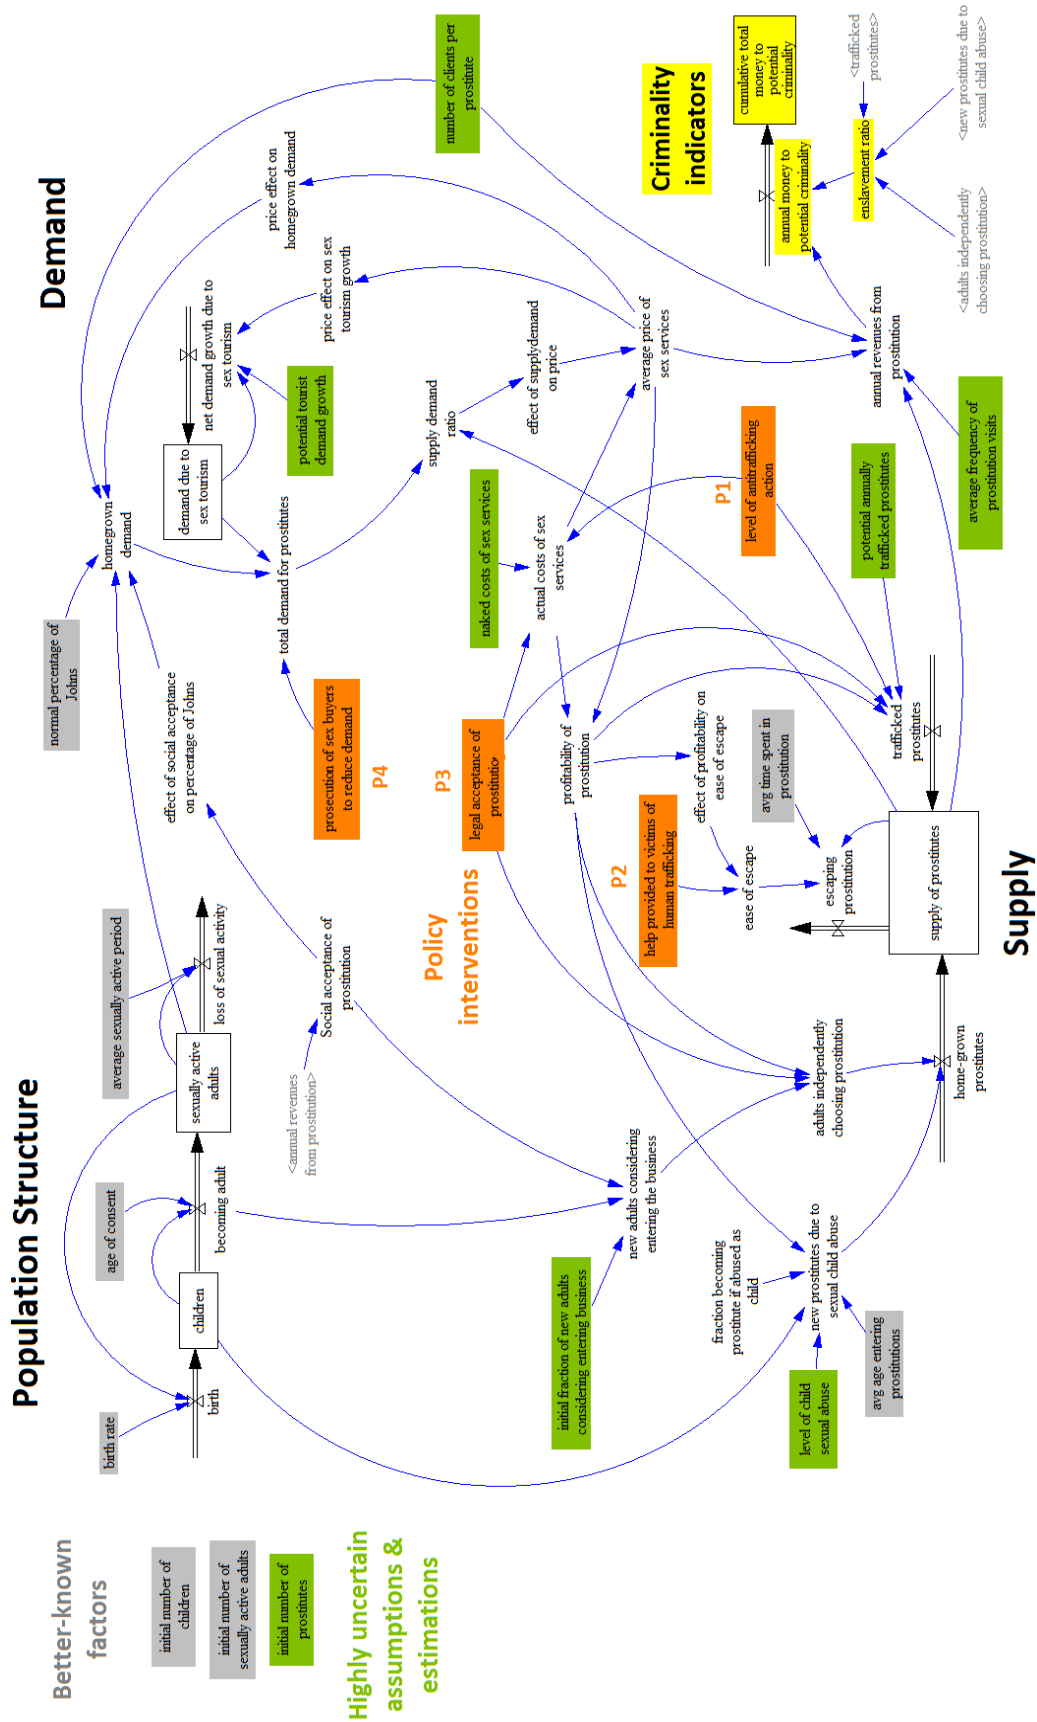 Population Structure
Demand
Better-known
factors
initial number of
children
initial number of
sexually active adults
initial number of
prostitutes
Highly uncertain
assumptions &
estimations
birth rate
birth
children
age of consent
becoming adult
sexually active
adults
average sexually active period
loss of sexual activity
<annual revenues
from prostitution>
Social acceptance of
prostitution
effect of social acceptance
on percentage of Johns
normal percentage of
Johns
homegrown
demand
demand due to
sex tourism
net demand growth due to
sex tourism
potential tourist
demand growth
price effect on sex
tourism growth
price effect on
homegrown demand
number of clients per
prostitute
total demand for prostitutes
prosecution of sex buyers
to reduce demand
P4
supply demand
ratio
effect of supplydemand
on price
average price of
sex services
Policy
interventions
P3
legal acceptance of
prostitution
naked costs of sex services
actual costs of sex
services
profitability of
prostitution
P1
level of antitrafficking
action
P2
help provided to victims of
human trafficking
effect of profitability on
ease of escape
ease of escape
avg time spent in
prostitution
escaping
prostitution
initial fraction of new adults
considering entering business
new adults considering
entering the business
fraction becoming
prostitute if abused as
child
new prostitutes due to
sexual child abuse
level of child
sexual abuse
avg age entering
prostitutions
adults independently
choosing prostitution
home-grown
prostitutes
supply of prostitutes
trafficked
prostitutes
potential annually
trafficked prostitutes
average frequency of
prostitution visits
annual revenues from
prostitution
Criminality
indicators
cumulative total
money to
potential
criminality
annual money to
potential criminality
enslavement ratio
<trafficked
prostitutes>
<adults independently
choosing prostitution>
<new prostitutes due to
sexual child abuse>
Supply